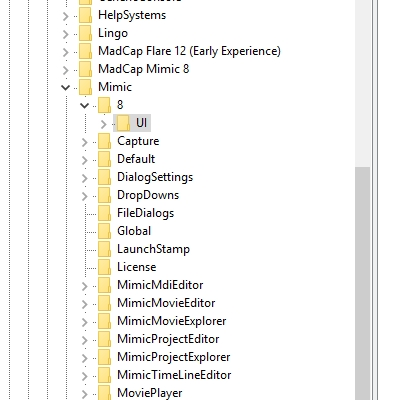 HelpSystems
Lingo
MadCap Flare 12 (Early Experience)
MadCap Mimic 8
Mimic
8
UI
Capture
Default
DialogSettings
DropDowns
FileDialogs
Global
LaunchStamp
License
MimicMdiEditor
MimicMovieEditor
MimicMovieExplorer
MimicProjectEditor
MimicProjectExplorer
MimicTimeLineEditor
MoviePlayer